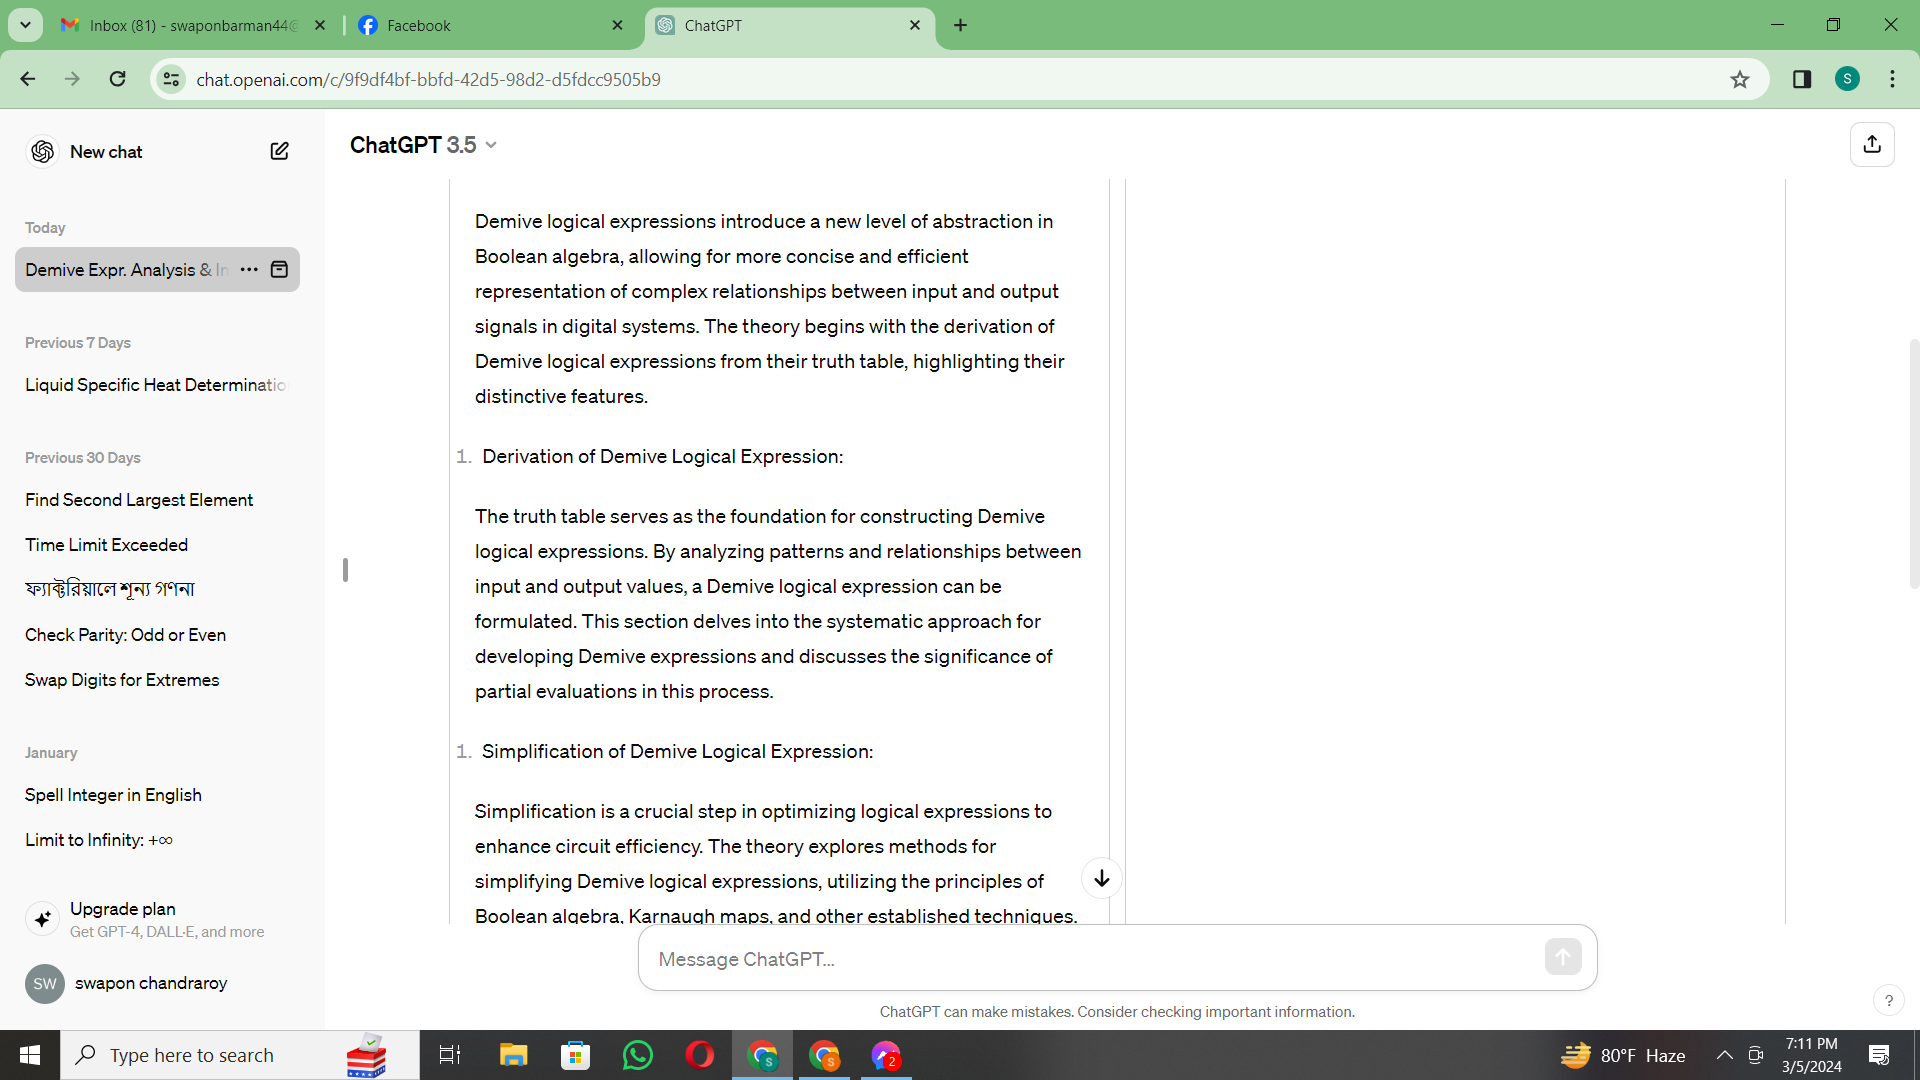 Inbox (81) - swaponbarman44@
Facebook
ChatGPT
chat.openai.com/c/9f9df4bf-bbfd-42d5-98d2-d5fdcc9505b9
S
New chat
Today
Demive Expr. Analysis & In
Previous 7 Days
Liquid Specific Heat Determinatio
Previous 30 Days
Find Second Largest Element
Time Limit Exceeded
ফ্যাক্টরিয়ালে শূন্য গণনা
Check Parity: Odd or Even
Swap Digits for Extremes
January
Spell Integer in English
Limit to Infinity: +∞
Upgrade plan
Get GPT-4, DALL·E, and more
SW
swapon chandraroy
ChatGPT 3.5
Demive logical expressions introduce a new level of abstraction in
Boolean algebra, allowing for more concise and efficient
representation of complex relationships between input and output
signals in digital systems. The theory begins with the derivation of
Demive logical expressions from their truth table, highlighting their
distinctive features.
1. Derivation of Demive Logical Expression:
The truth table serves as the foundation for constructing Demive
logical expressions. By analyzing patterns and relationships between
input and output values, a Demive logical expression can be
formulated. This section delves into the systematic approach for
developing Demive expressions and discusses the significance of
partial evaluations in this process.
1. Simplification of Demive Logical Expression:
Simplification is a crucial step in optimizing logical expressions to
enhance circuit efficiency. The theory explores methods for
simplifying Demive logical expressions, utilizing the principles of
Boolean algebra, Karnaugh maps, and other established techniques.
Message ChatGPT...
ChatGPT can make mistakes. Consider checking important information.
?
Type here to search
S
S
2
80°F Haze
7:11 PM
3/5/2024